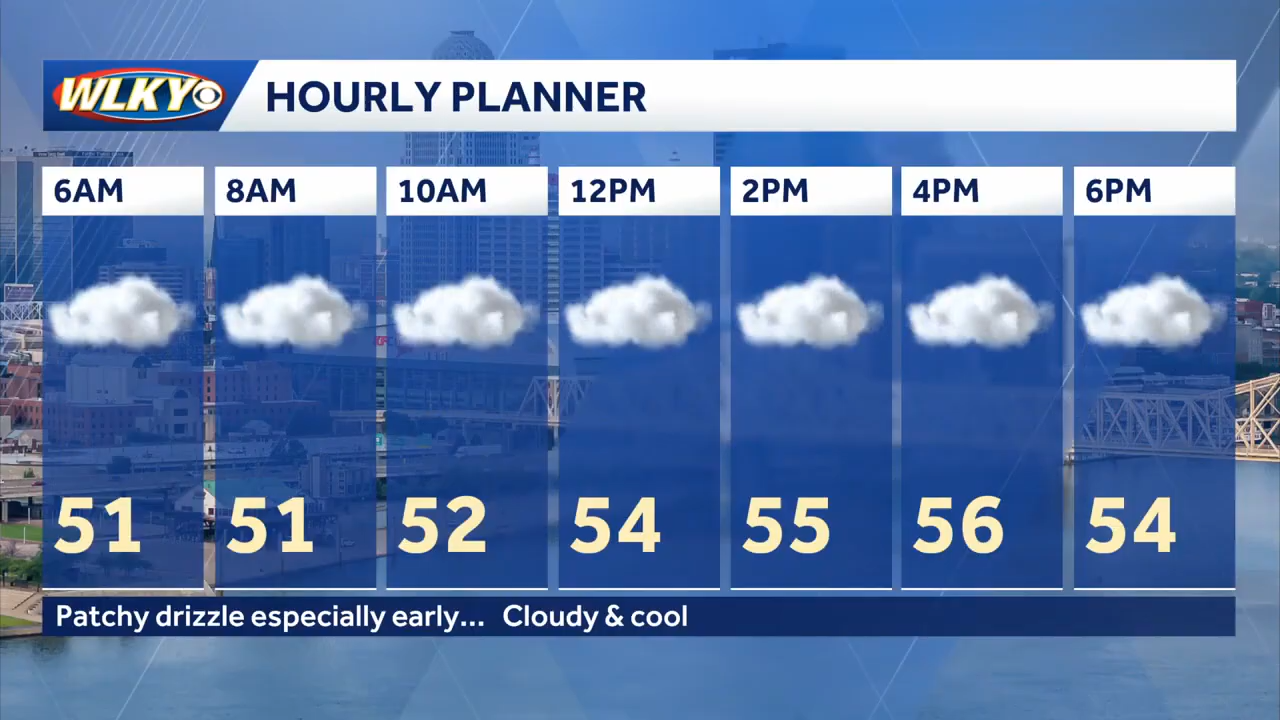 WLKY
HOURLY PLANNER
6AM
8AM
10AM
12PM
2PM
4PM
6PM
51
51
52
54
55
56
54
Patchy drizzle especially early... Cloudy & cool